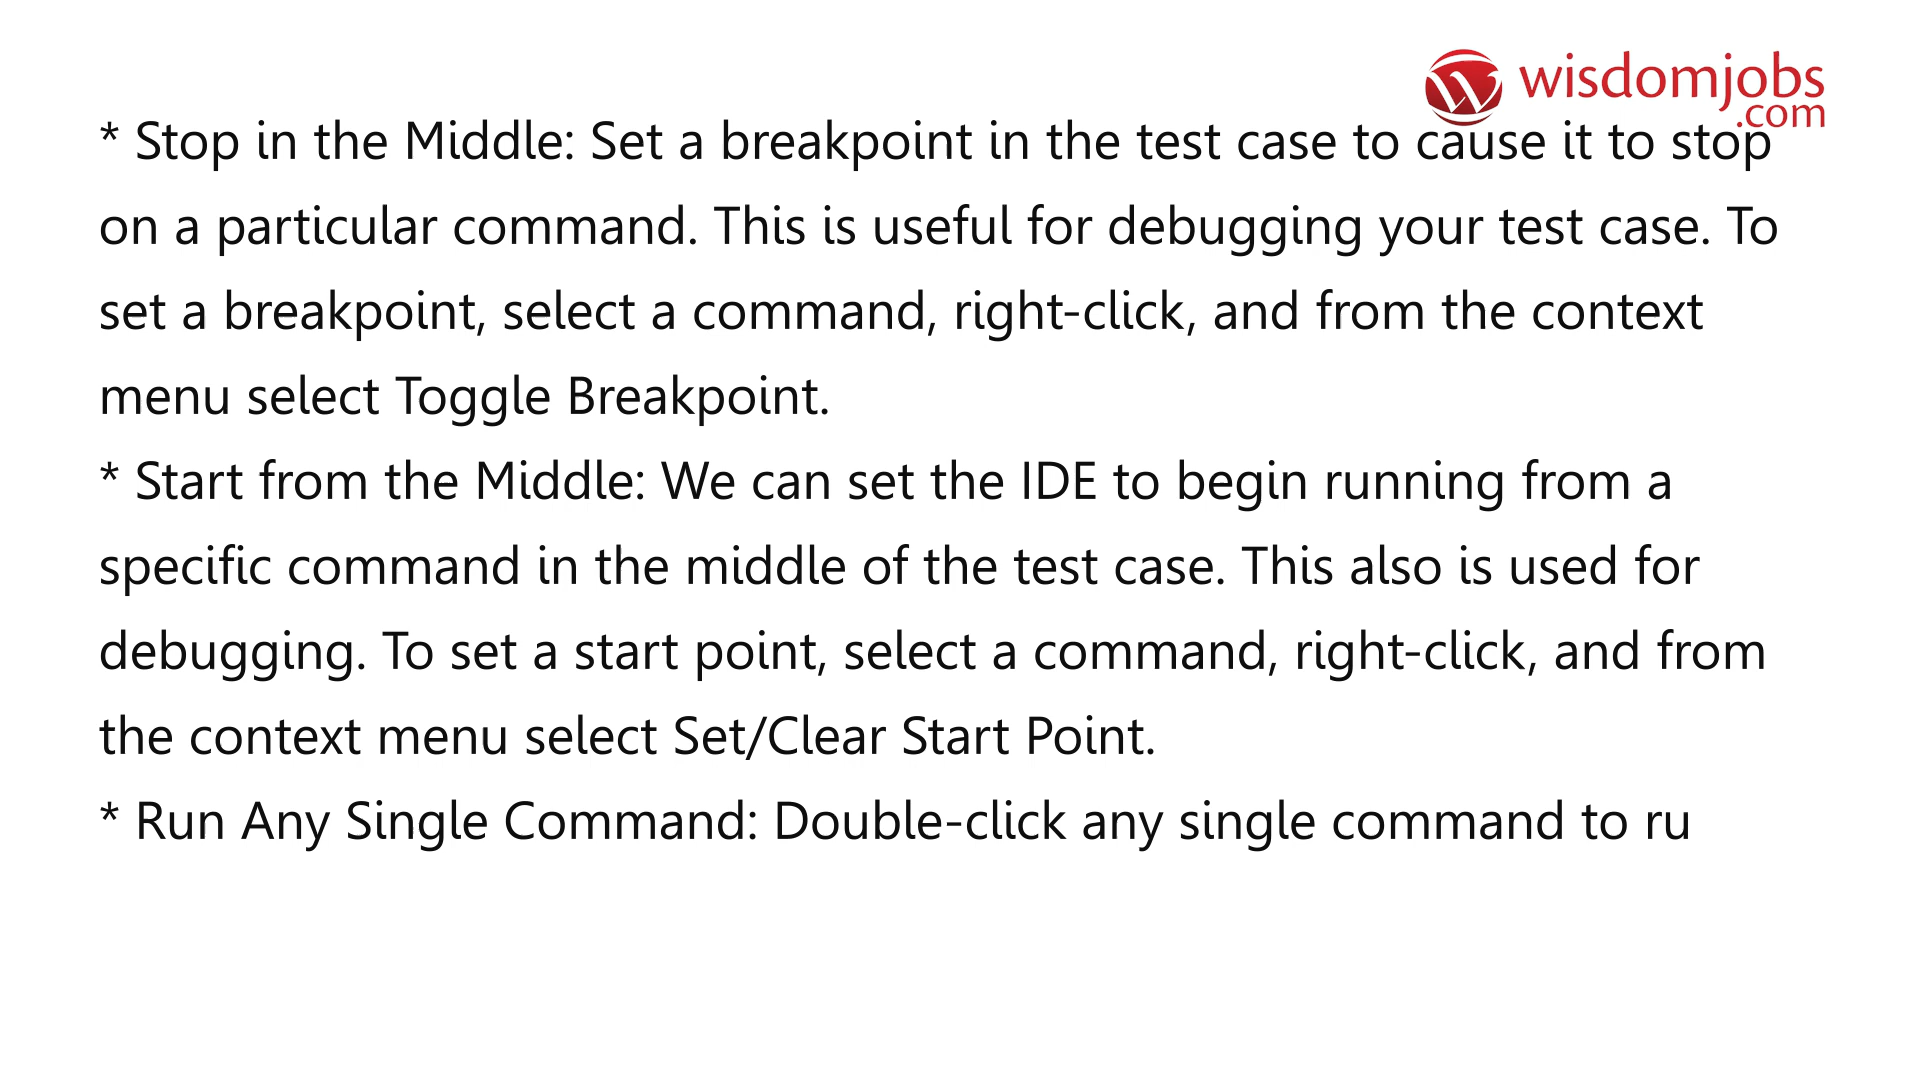 wisdomjobs
.com
* Stop in the Middle: Set a breakpoint in the test case to cause it to stop
on a particular command. This is useful for debugging your test case. To
set a breakpoint, select a command, right-click, and from the context
menu select Toggle Breakpoint.
* Start from the Middle: We can set the IDE to begin running from a
specific command in the middle of the test case. This also is used for
debugging. To set a start point, select a command, right-click, and from
the context menu select Set/Clear Start Point.
* Run Any Single Command: Double-click any single command to ru